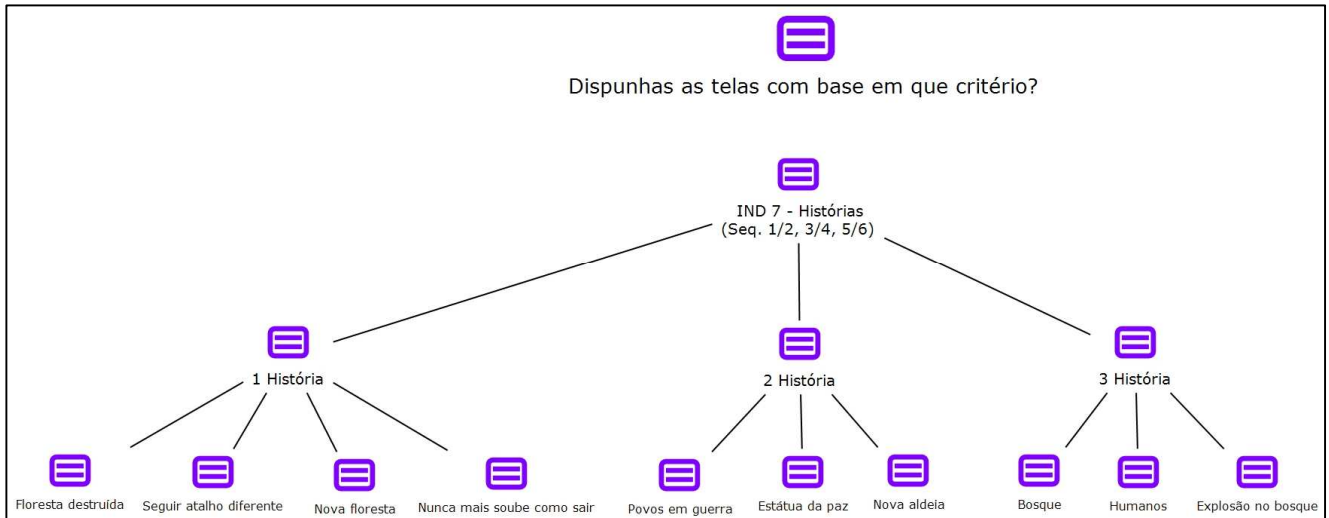 Dispunhas as telas com base em que critério?
IND 7 - Histórias
(Seq. 1/2, 3/4, 5/6)
1 História
2 História
3 História
Floresta destruída
Seguir atalho diferente
Nova floresta
Nunca mais soube como sair
Povos em guerra
Estátua da paz
Nova aldeia
Bosque
Humanos
Explosão no bosque